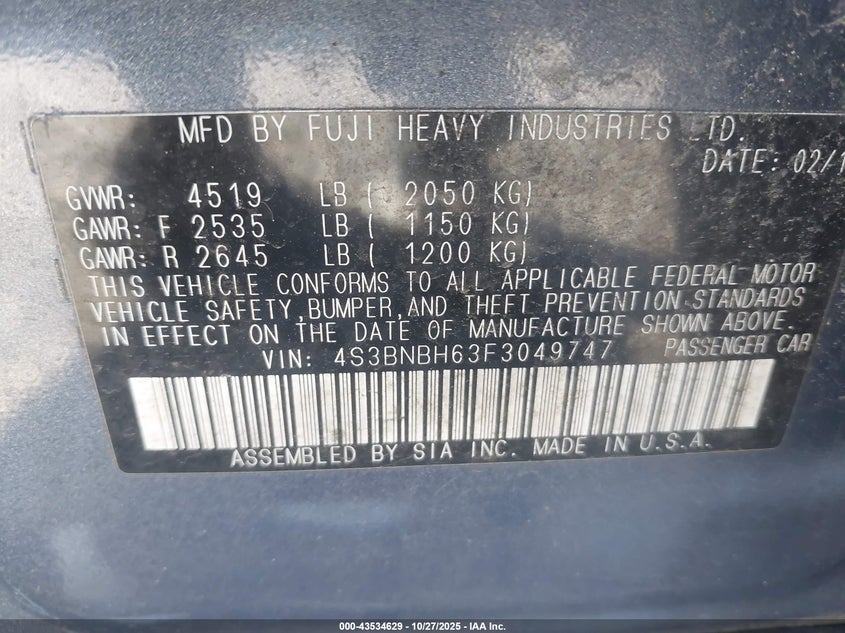 MFD BY FUJI HEAVY INDUSTRIES LTD.
DATE: 02/1
GVWR: 4519 LB ( 2050 KG)
GAWR: F 2535 LB ( 1150 KG)
GAWR: R 2645 LB ( 1200 KG)
THIS VEHICLE CONFORMS TO ALL APPLICABLE FEDERAL MOTOR
VEHICLE SAFETY,BUMPER,AND THEFT PREVENTION STANDARDS
IN EFFECT ON THE DATE OF MANUFACTURE SHOWN ABOVE.
VIN: 4S3BNBH63F3049747 PASSENGER CAR
ASSEMBLED BY SIA INC. MADE IN U.S.A.
000-43534629 - 10/27/2025 - IAA Inc.